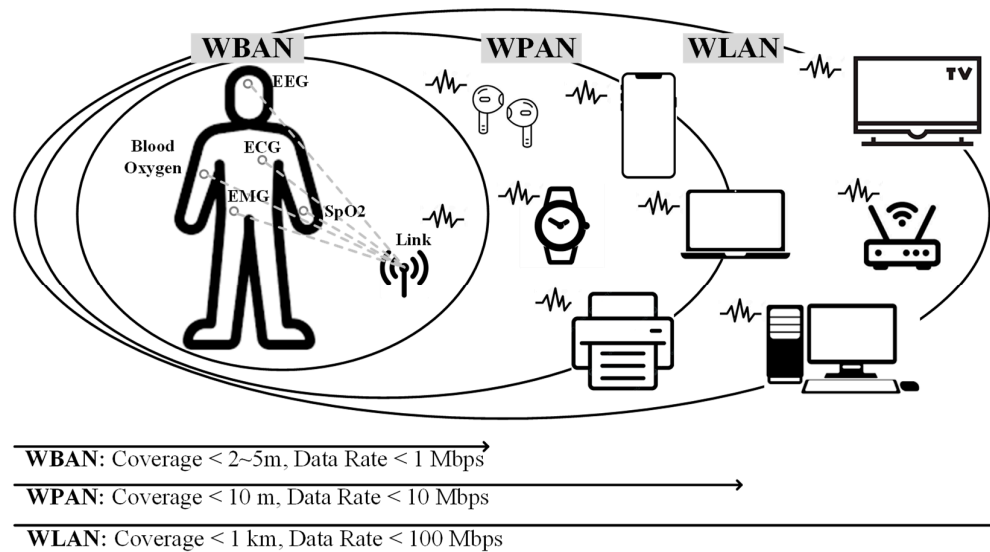 WBAN
WPAN
WLAN
TV
EEG
Blood
Oxygen
ECG
EMG
SpO2
Link
WBAN: Coverage < 2~5m, Data Rate < 1 Mbps
WPAN: Coverage < 10 m, Data Rate < 10 Mbps
WLAN: Coverage < 1 km, Data Rate < 100 Mbps